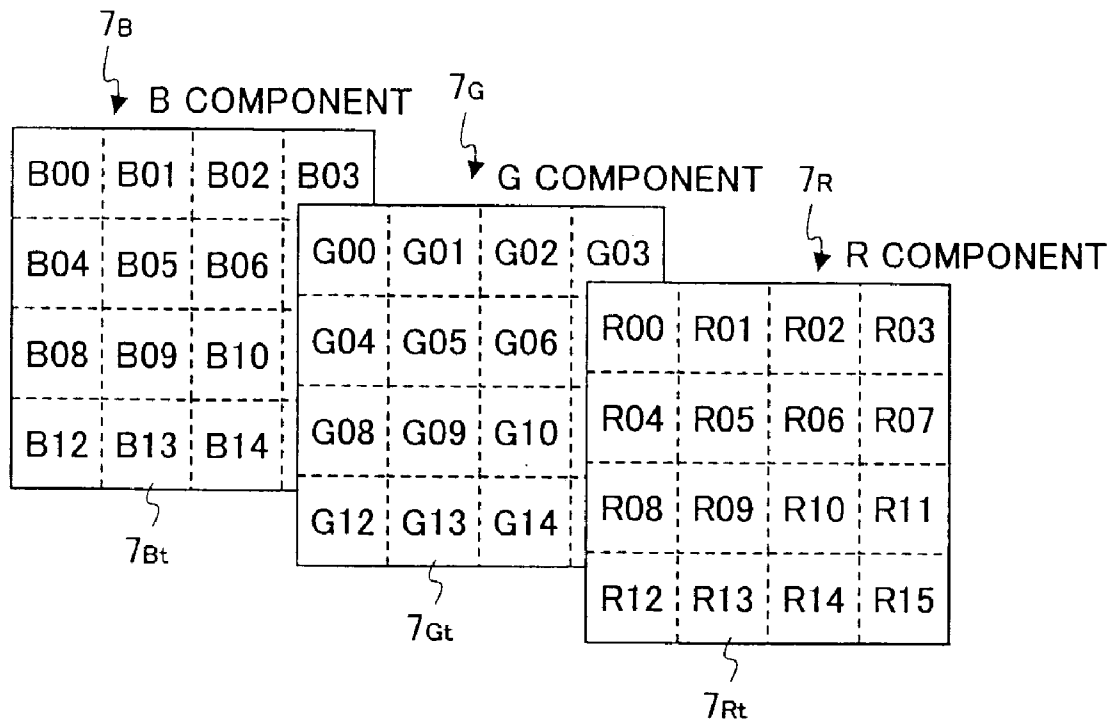 7B
B COMPONENT
B00 B01 B02 B03
B04 B05 B06
B08 B09 B10
B12 B13 B14
7Bt
7G
G COMPONENT
G00 G01 G02 G03
G04 G05 G06
G08 G09 G10
G12 G13 G14
7Gt
7R
R COMPONENT
R00 R01 R02 R03
R04 R05 R06 R07
R08 R09 R10 R11
R12 R13 R14 R15
7Rt